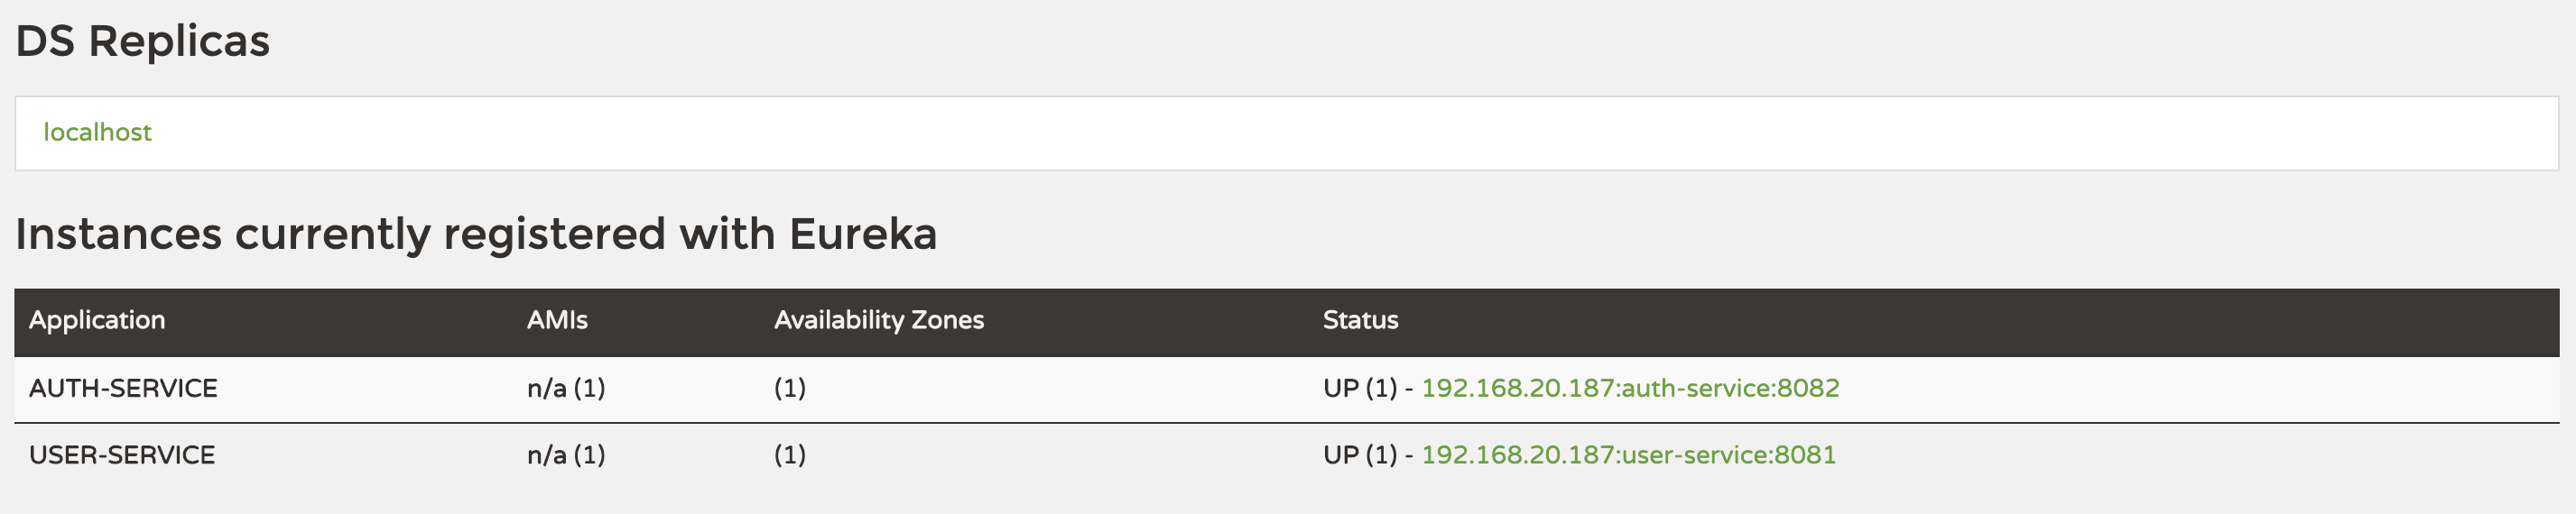 DS Replicas
localhost
Instances currently registered with Eureka
Application AMIs Availability Zones Status
AUTH-SERVICE n/a (1) (1) UP (1) - 192.168.20.187:auth-service:8082
USER-SERVICE n/a (1) (1) UP (1) - 192.168.20.187:user-service:8081